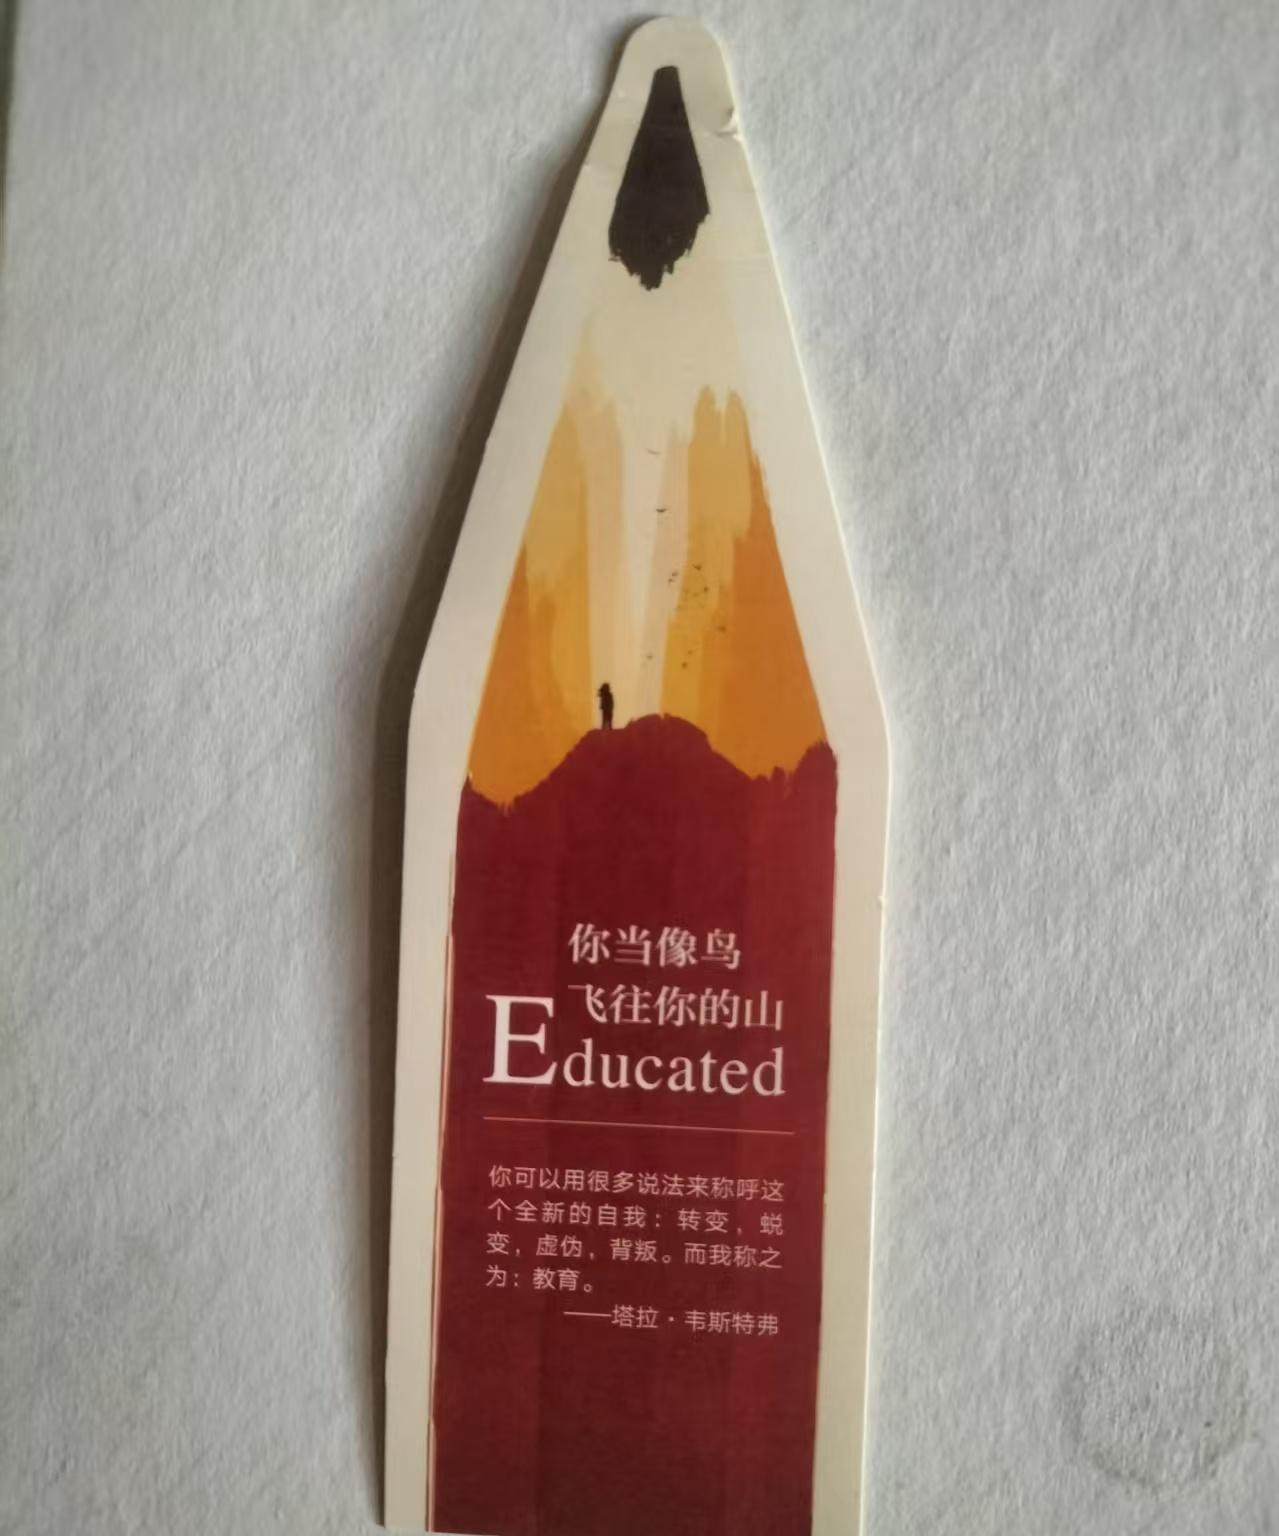 你当像鸟
飞往你的山
Educated
你可以用很多说法来称呼这
个全新的自我：转变，蜕
变，虚伪，背叛。而我称之
为：教育。
——塔拉·韦斯特弗